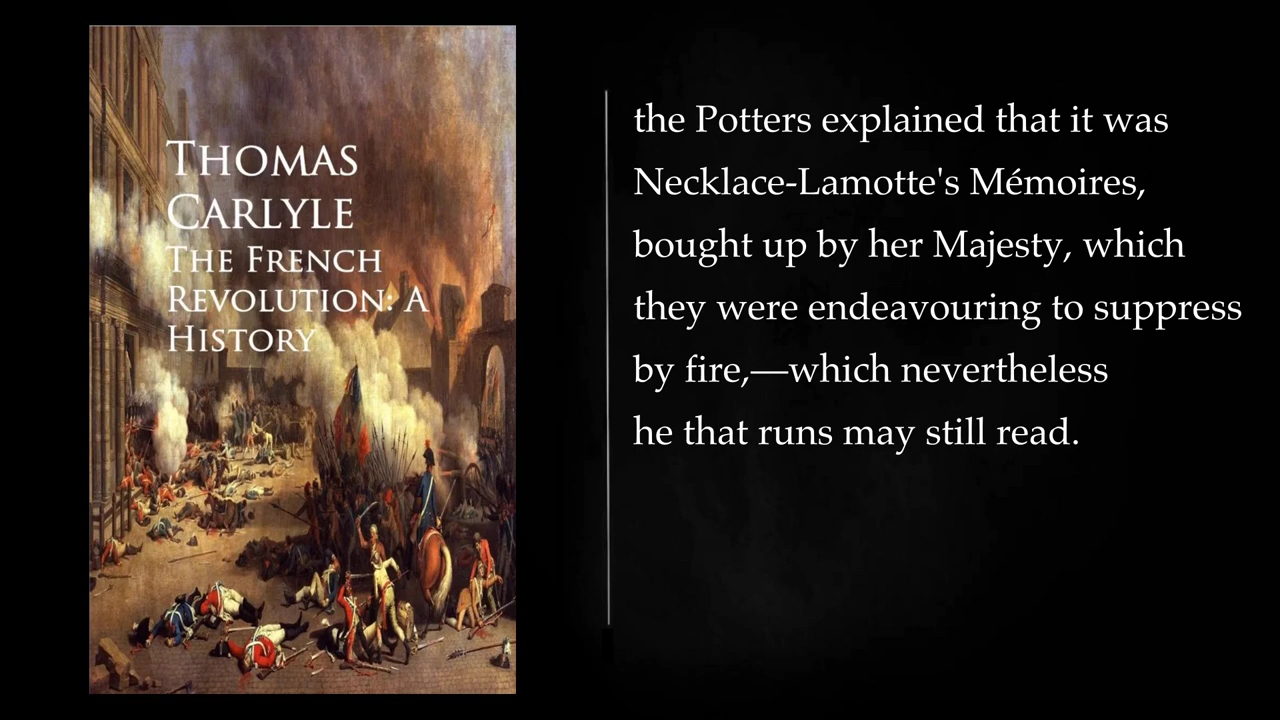 THOMAS
CARLYLE
THE FRENCH
REVOLUTION: A
HISTORY
the Potters explained that it was
Necklace-Lamotte's Mémoires,
bought up by her Majesty, which
they were endeavouring to suppress
by fire,—which nevertheless
he that runs may still read.